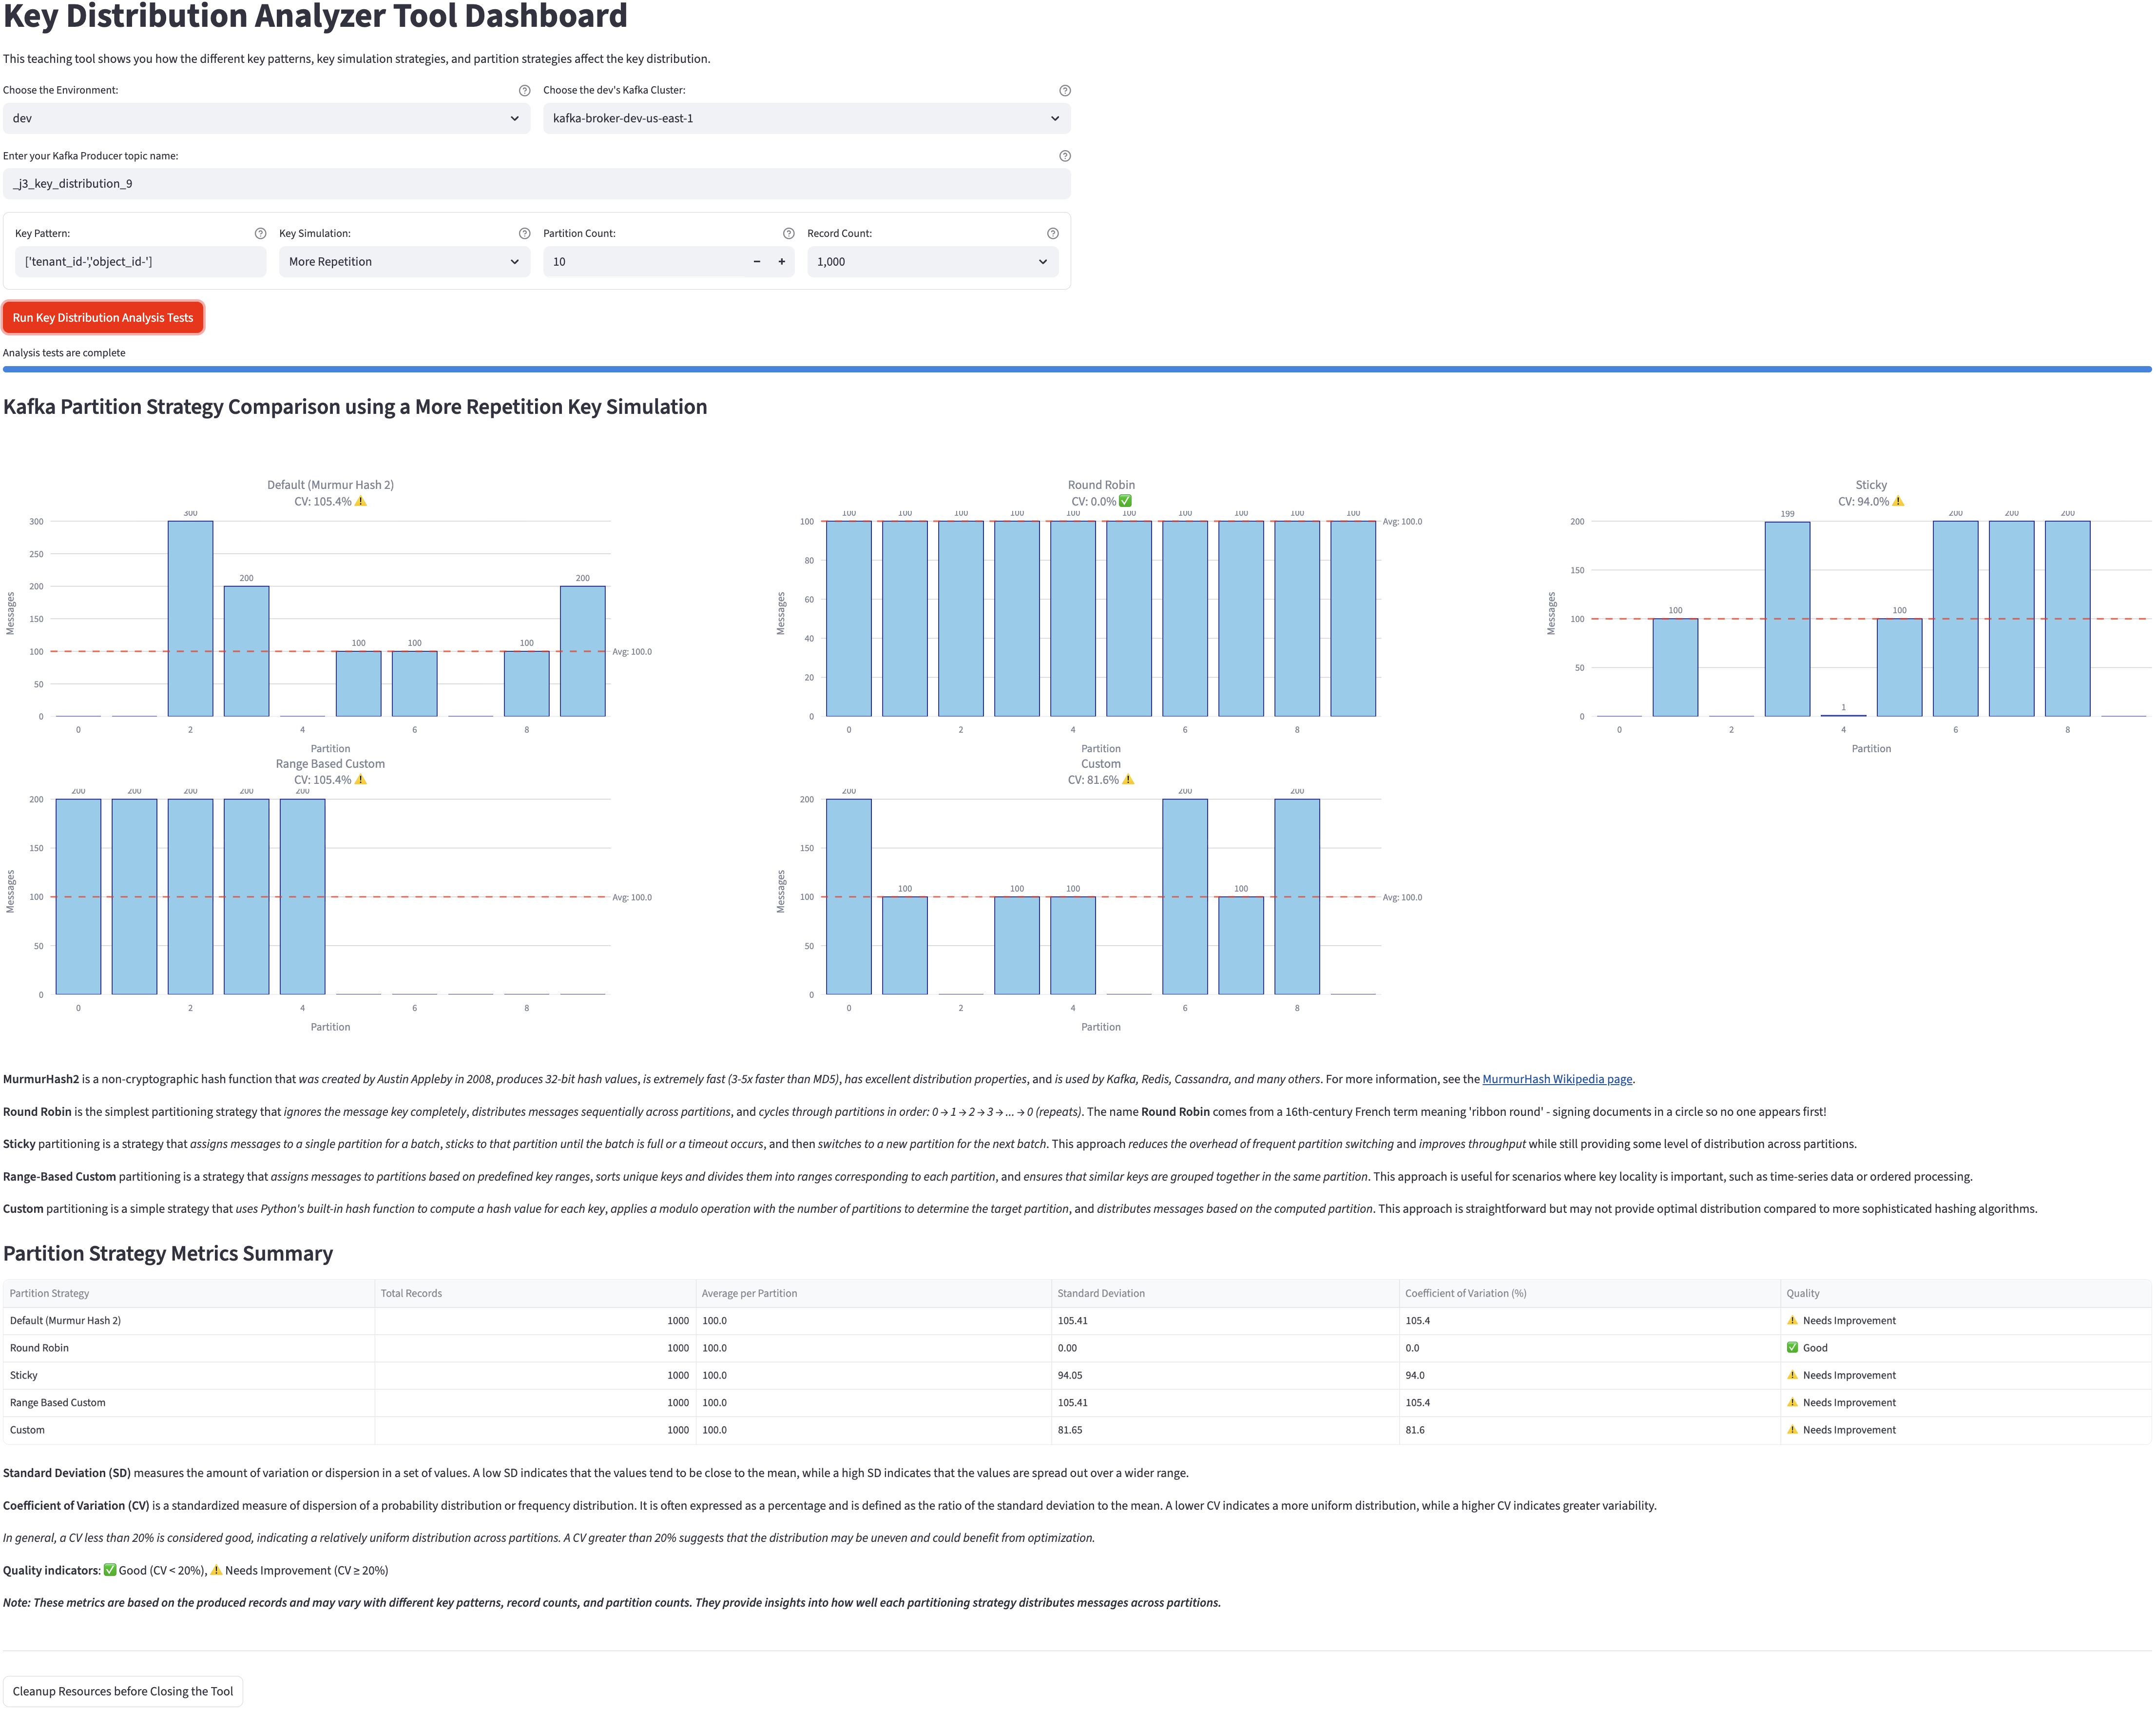 Key Distribution Analyzer Tool Dashboard
This teaching tool shows you how the different key patterns, key simulation strategies, and partition strategies affect the key distribution.
Choose the Environment:
Choose the dev's Kafka Cluster:
dev
kafka-broker-dev-us-east-1
Enter your Kafka Producer topic name:
_j3_key_distribution_9
Key Pattern:
Key Simulation:
Partition Count:
Record Count:
['tenant_id-','object_id-']
More Repetition
10
1,000
Run Key Distribution Analysis Tests
Analysis tests are complete
Kafka Partition Strategy Comparison using a More Repetition Key Simulation
Default (Murmur Hash 2)
CV: 105.4% ⚠️
300
300
250
200
150
100
50
0
Messages
200
100
100
100
200
Avg: 100.0
0
2
4
6
8
Partition
Round Robin
CV: 0.0% ✅
100
100
100
100
100
100
100
100
100
100
100
80
60
40
20
0
Messages
Avg: 100.0
0
2
4
6
8
Partition
Sticky
CV: 94.0% ⚠️
200
150
100
50
0
Messages
100
199
1
100
200
200
200
0
2
4
6
8
Partition
Range Based Custom
CV: 105.4% ⚠️
200
200
200
200
200
200
150
100
50
0
Messages
Avg: 100.0
0
2
4
6
8
Partition
Custom
CV: 81.6% ⚠️
200
150
100
50
0
Messages
200
100
100
100
200
100
200
Avg: 100.0
0
2
4
6
8
Partition
MurmurHash2 is a non-cryptographic hash function that was created by Austin Appleby in 2008, produces 32-bit hash values, is extremely fast (3-5x faster than MD5), has excellent distribution properties, and is used by Kafka, Redis, Cassandra, and many others. For more information, see the MurmurHash Wikipedia page.
Round Robin is the simplest partitioning strategy that ignores the message key completely, distributes messages sequentially across partitions, and cycles through partitions in order: 0 → 1 → 2 → 3 → ... → 0 (repeats). The name Round Robin comes from a 16th-century French term meaning 'ribbon round' - signing documents in a circle so no one appears first!
Sticky partitioning is a strategy that assigns messages to a single partition for a batch, sticks to that partition until the batch is full or a timeout occurs, and then switches to a new partition for the next batch. This approach reduces the overhead of frequent partition switching and improves throughput while still providing some level of distribution across partitions.
Range-Based Custom partitioning is a strategy that assigns messages to partitions based on predefined key ranges, sorts unique keys and divides them into ranges corresponding to each partition, and ensures that similar keys are grouped together in the same partition. This approach is useful for scenarios where key locality is important, such as time-series data or ordered processing.
Custom partitioning is a simple strategy that uses Python's built-in hash function to compute a hash value for each key, applies a modulo operation with the number of partitions to determine the target partition, and distributes messages based on the computed partition. This approach is straightforward but may not provide optimal distribution compared to more sophisticated hashing algorithms.
Partition Strategy Metrics Summary
Partition Strategy Total Records Average per Partition Standard Deviation Coefficient of Variation (%) Quality
Default (Murmur Hash 2) 1000 100.0 105.41 105.4 ⚠️ Needs Improvement
Round Robin 1000 100.0 0.00 0.0 ✅ Good
Sticky 1000 100.0 94.05 94.0 ⚠️ Needs Improvement
Range Based Custom 1000 100.0 105.41 105.4 ⚠️ Needs Improvement
Custom 1000 100.0 81.65 81.6 ⚠️ Needs Improvement
Standard Deviation (SD) measures the amount of variation or dispersion in a set of values. A low SD indicates that the values tend to be close to the mean, while a high SD indicates that the values are spread out over a wider range.
Coefficient of Variation (CV) is a standardized measure of dispersion of a probability distribution or frequency distribution. It is often expressed as a percentage and is defined as the ratio of the standard deviation to the mean. A lower CV indicates a more uniform distribution, while a higher CV indicates greater variability.
In general, a CV less than 20% is considered good, indicating a relatively uniform distribution across partitions. A CV greater than 20% suggests that the distribution may be uneven and could benefit from optimization.
Quality indicators: ✅ Good (CV < 20%), ⚠️ Needs Improvement (CV ≥ 20%)
Note: These metrics are based on the produced records and may vary with different key patterns, record counts, and partition counts. They provide insights into how well each partitioning strategy distributes messages across partitions.
Cleanup Resources before Closing the Tool